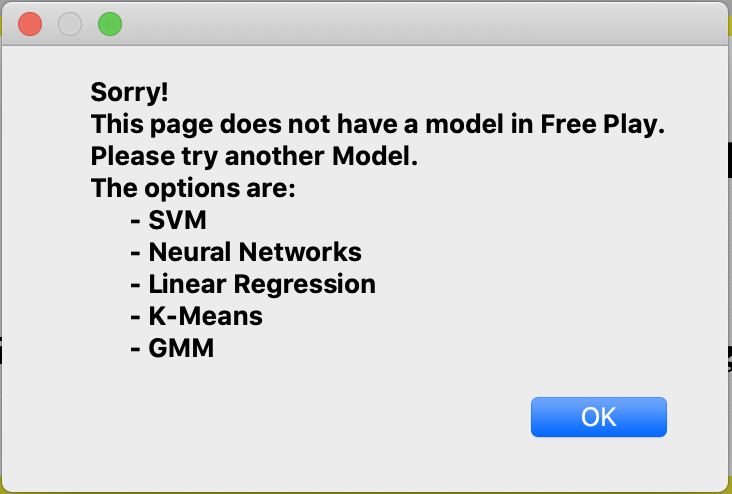 Sorry!
This page does not have a model in Free Play.
Please try another Model.
The options are:
- SVM
- Neural Networks
- Linear Regression
- K-Means
- GMM
OK